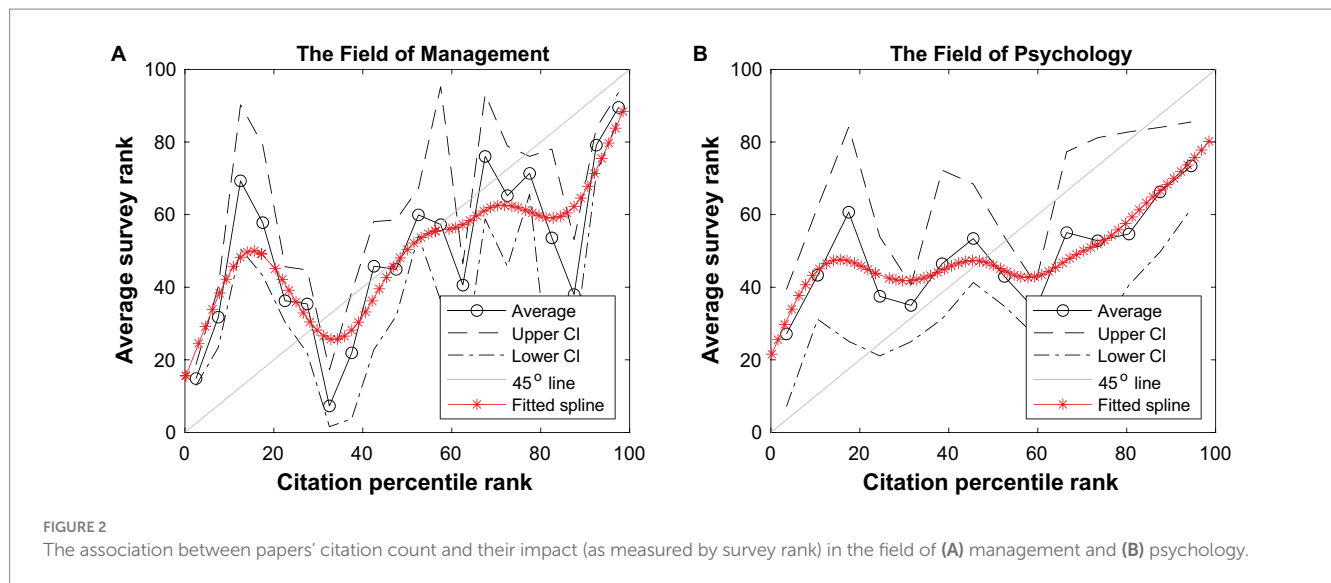 A
The Field of Management
100
80
60
40
20
0
Average survey rank
Average
Upper CI
Lower CI
45° line
Fitted spline
0 20 40 60 80 100
Citation percentile rank
B
The Field of Psychology
100
80
60
40
20
0
Average survey rank
Average
Upper CI
Lower CI
45° line
Fitted spline
0 20 40 60 80 100
Citation percentile rank
FIGURE 2
The association between papers' citation count and their impact (as measured by survey rank) in the field of (A) management and (B) psychology.